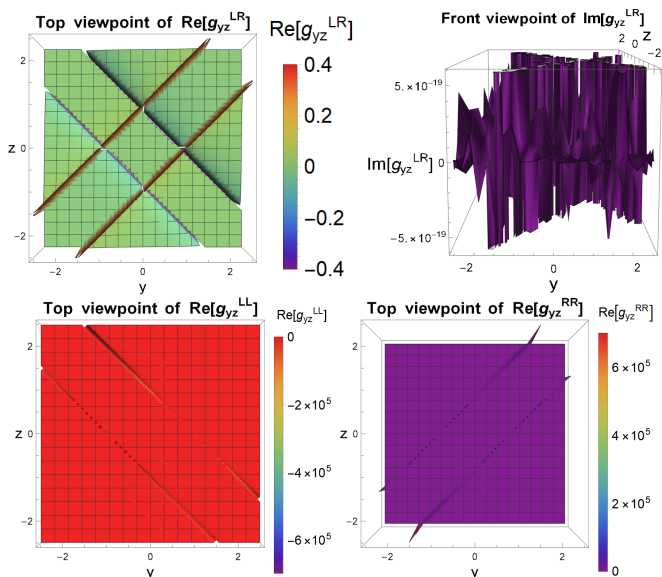 Top viewpoint of Re[g_yz^LR]
Re[g_yz^LR]
2
0
-2
z
-2
0
2
y
0.4
0.2
0
-0.2
-0.4
Front viewpoint of Im[g_yz^LR]
2
0
-2
z
5.×10^-19
Im[g_yz^LR] 0
-5.×10^-19
-2
-1
0
1
2
y
Top viewpoint of Re[g_yz^LL]
Re[g_yz^LL]
2
0
-2
z
-2
0
2
y
0
-2×10^5
-4×10^5
-6×10^5
Top viewpoint of Re[g_yz^RR]
Re[g_yz^RR]
2
0
-2
z
-2
0
2
y
6×10^5
4×10^5
2×10^5
0